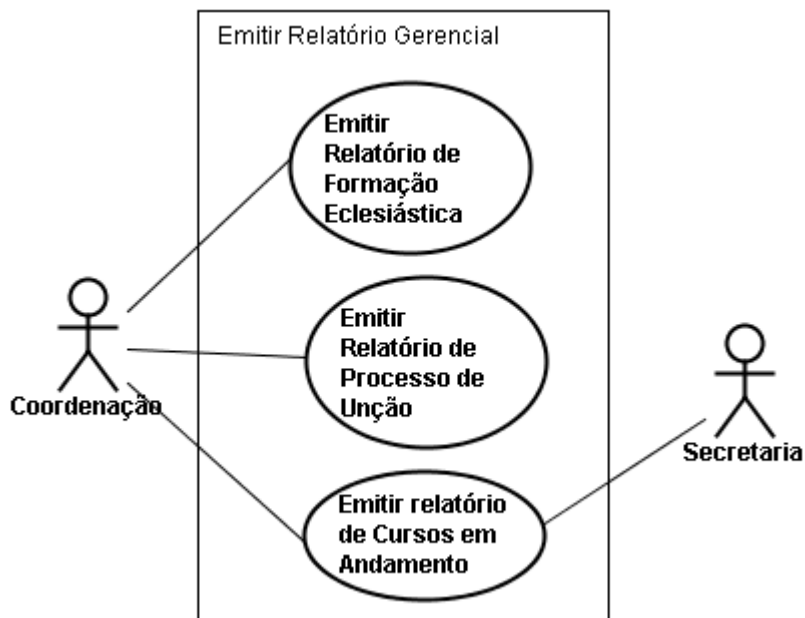 Emitir Relatório Gerencial
Emitir
Relatório de
Formação
Eclesiástica
Emitir
Relatório de
Processo de
Unção
Coordenação
Secretaria
Emitir relatório
de Cursos em
Andamento